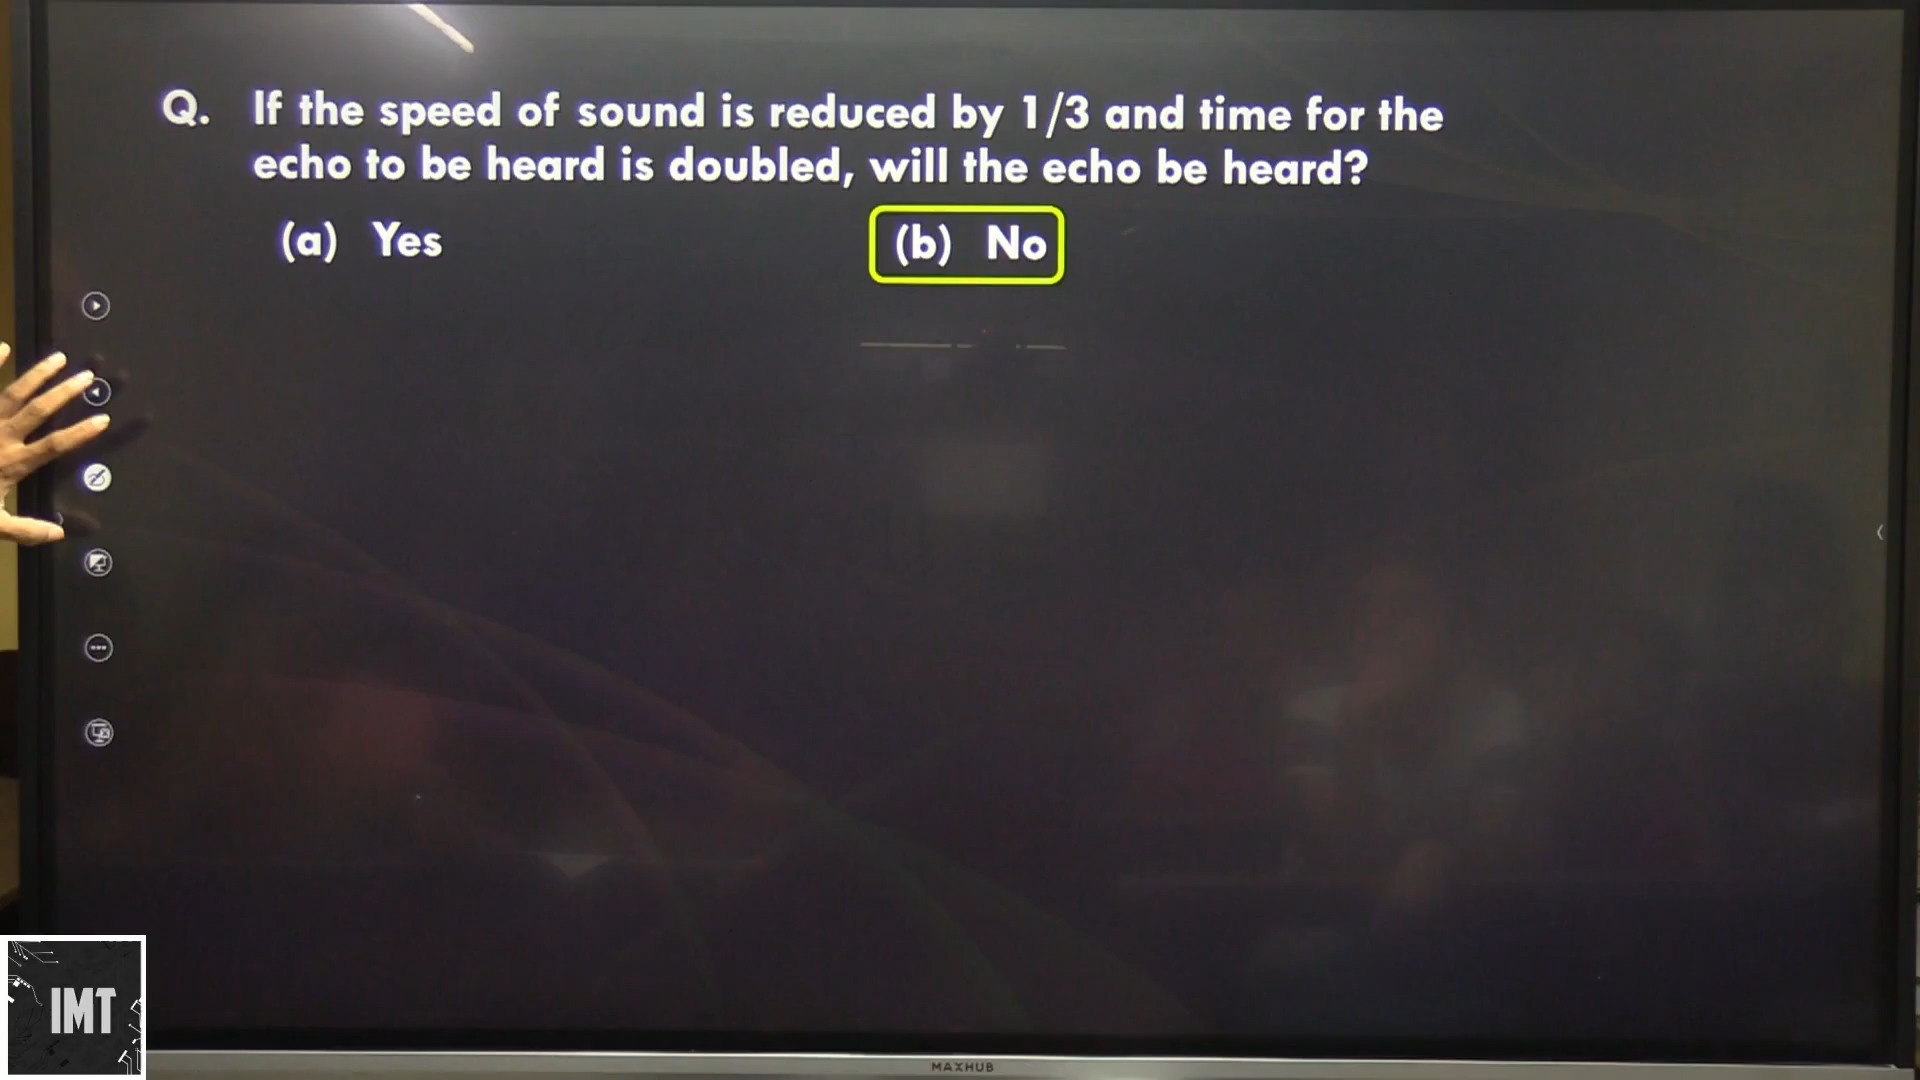 Q. If the speed of sound is reduced by 1/3 and time for the
echo to be heard is doubled, will the echo be heard?
(a) Yes (b) No
IMT
MAXHUB